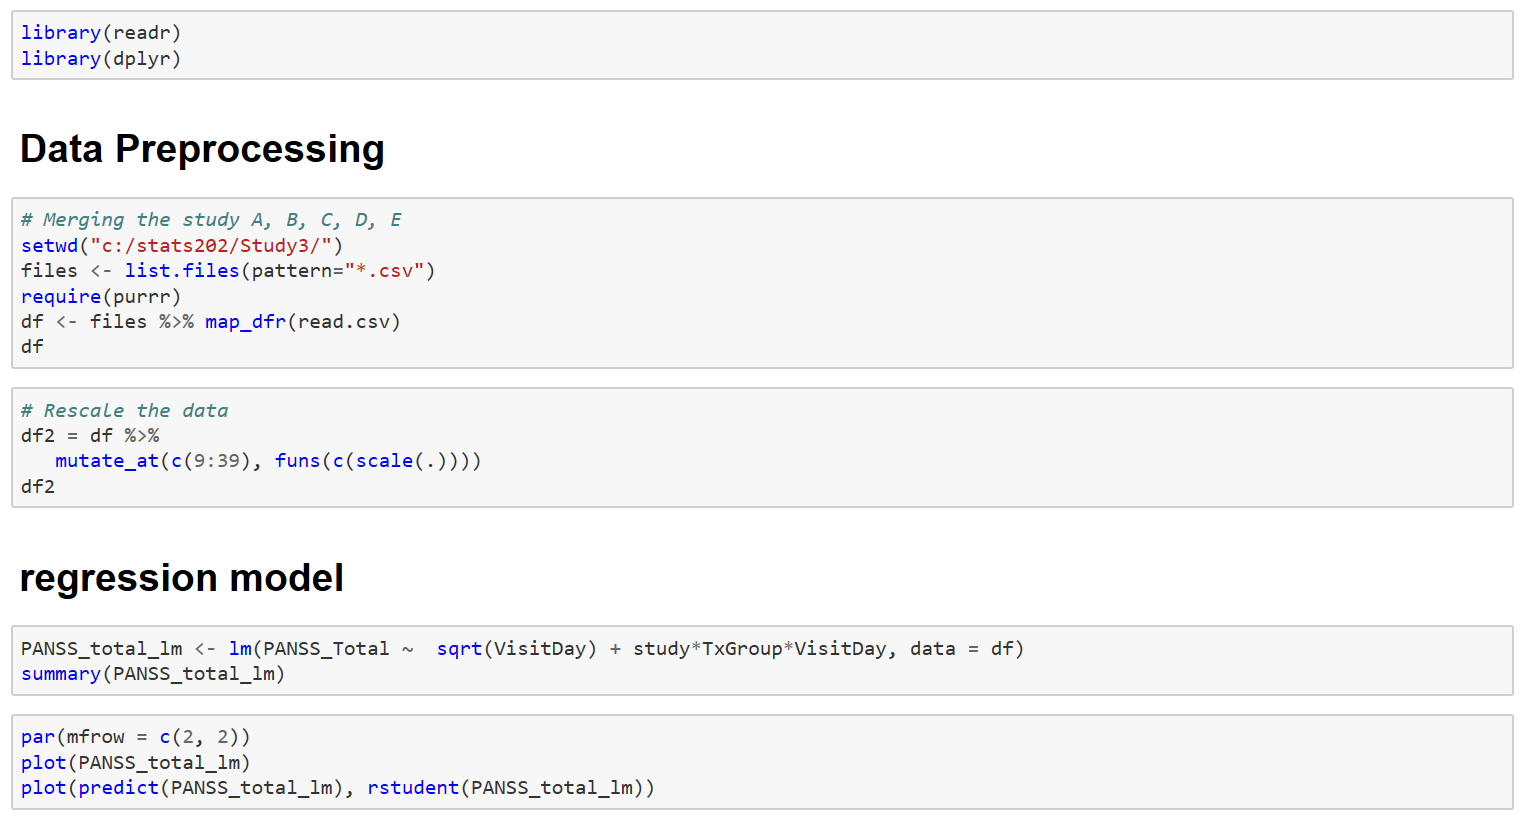 library(readr)
library(dplyr)
Data Preprocessing
# Merging the study A, B, C, D, E
setwd("c:/stats202/Study3/")
files <- list.files(pattern="*.csv")
require(purrr)
df <- files %>% map_dfr(read.csv)
df
# Rescale the data
df2 = df %>%
   mutate_at(c(9:39), funs(c(scale(.))))
df2
regression model
PANSS_total_lm <- lm(PANSS_Total ~  sqrt(VisitDay) + study*TxGroup*VisitDay, data = df)
summary(PANSS_total_lm)
par(mfrow = c(2, 2))
plot(PANSS_total_lm)
plot(predict(PANSS_total_lm), rstudent(PANSS_total_lm))